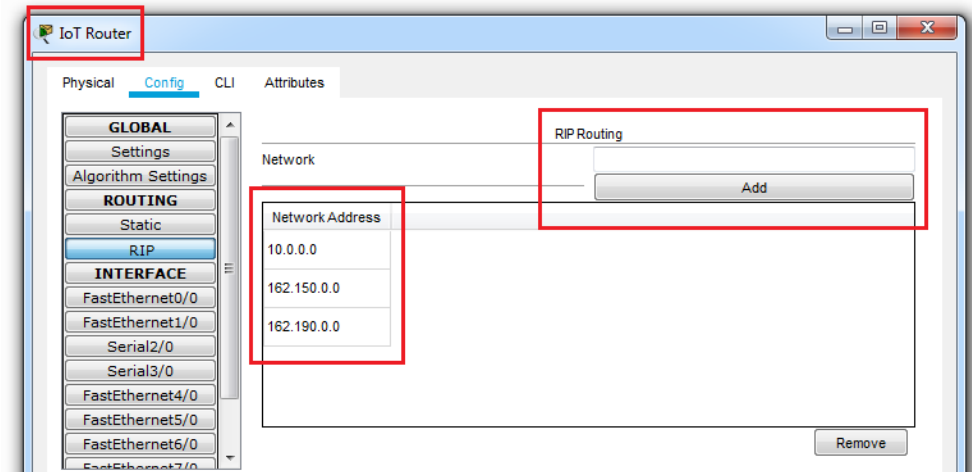 IoT Router
Physical Config CLI Attributes
GLOBAL
Settings
Algorithm Settings
ROUTING
Static
RIP
INTERFACE
FastEthernet0/0
FastEthernet1/0
Serial2/0
Serial3/0
FastEthernet4/0
FastEthernet5/0
FastEthernet6/0
FastEthernet7/0
RIP Routing
Network
Add
Network Address
10.0.0.0
162.150.0.0
162.190.0.0
Remove